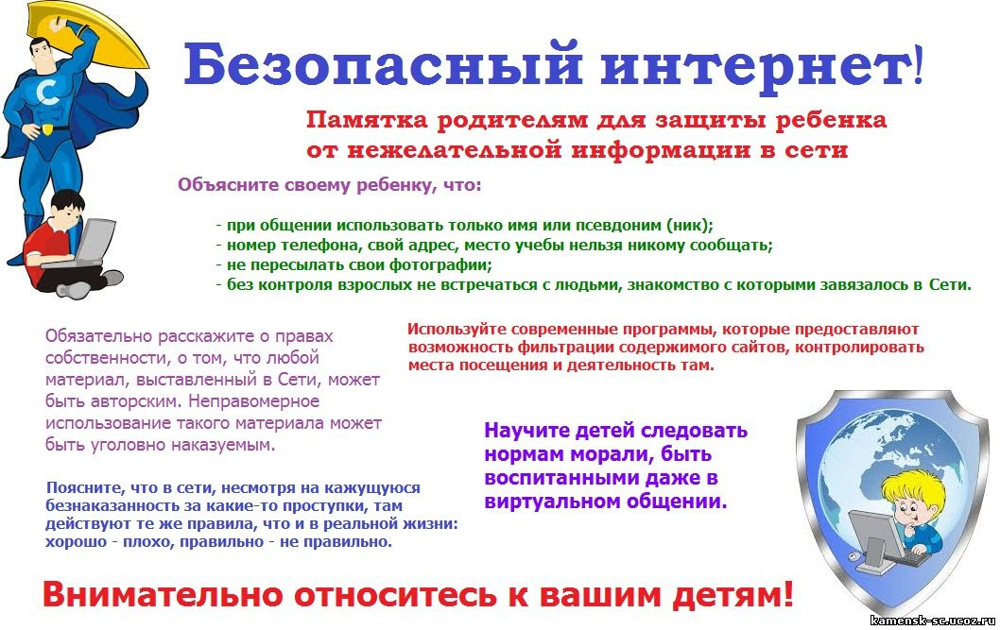 Безопасный интернет!
Памятка родителям для защиты ребенка
от нежелательной информации в сети
Объясните своему ребенку, что:
- при общении использовать только имя или псевдоним (ник);
- номер телефона, свой адрес, место учебы нельзя никому сообщать;
- не пересылать свои фотографии;
- без контроля взрослых не встречаться с людьми, знакомство с которыми завязалось в Сети.
Обязательно расскажите о правах
собственности, о том, что любой
материал, выставленный в Сети, может
быть авторским. Неправомерное
использование такого материала может
быть уголовно наказуемым.
Используйте современные программы, которые предоставляют
возможность фильтрации содержимого сайтов, контролировать
места посещения и деятельность там.
Научите детей следовать
нормам морали, быть
воспитанными даже в
виртуальном общении.
Поясните, что в сети, несмотря на кажущуюся
безнаказанность за какие-то проступки, там
действуют те же правила, что и в реальной жизни:
хорошо - плохо, правильно - не правильно.
Внимательно относитесь к вашим детям!
kamensk-sc.ucoz.ru
C